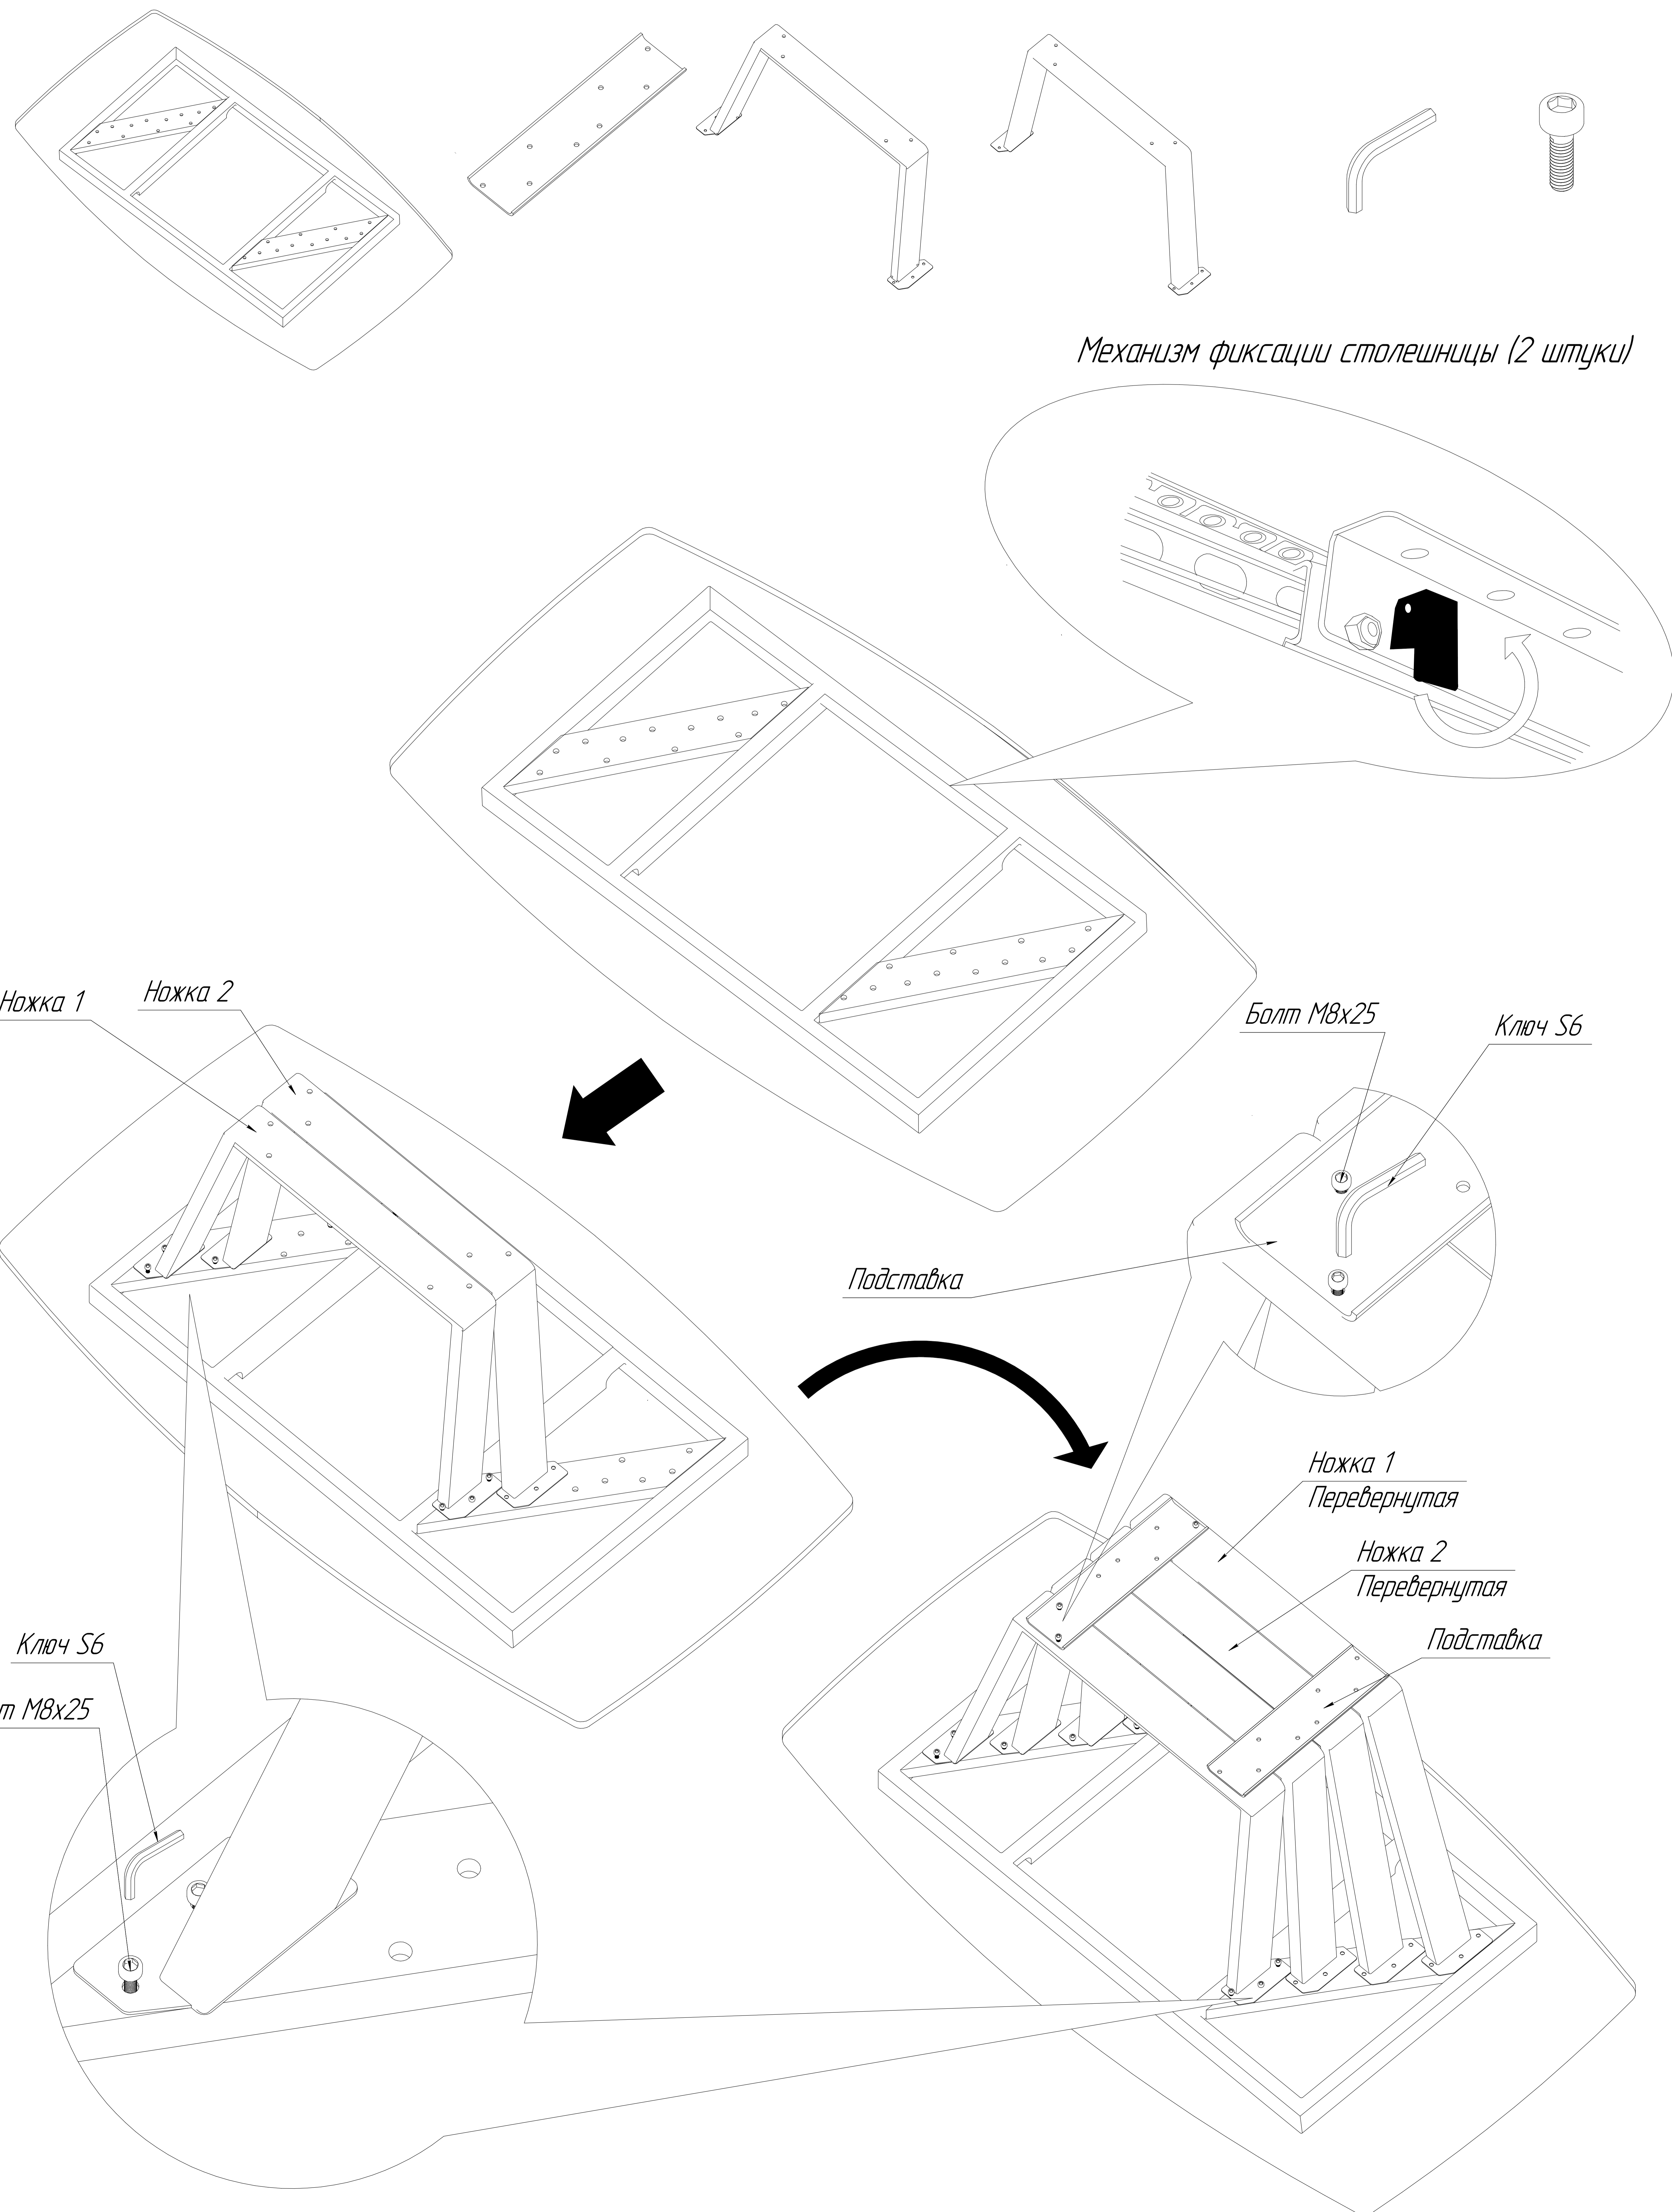 Механизм фиксации столешницы (2 штуки)
Ножка 1
Ножка 2
Болт М8х25
Ключ S6
Подставка
Ножка 1
Перевернутая
Ножка 2
Перевернутая
Подставка
Ключ S6
т М8х25